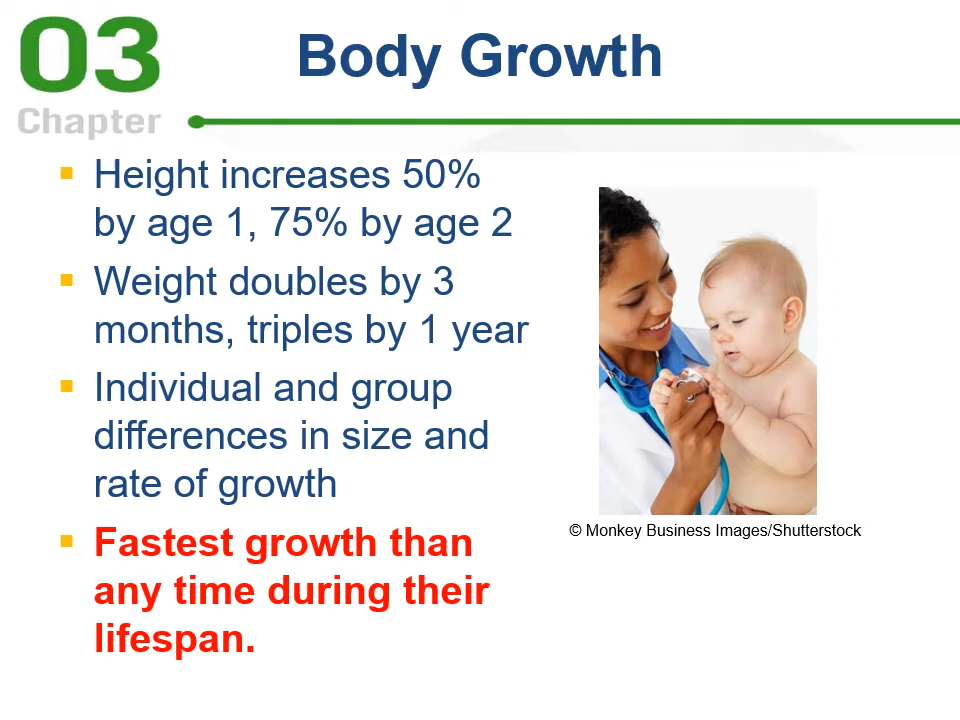 03
Chapter
Body Growth
Height increases 50%
by age 1, 75% by age 2
Weight doubles by 3
months, triples by 1 year
Individual and group
differences in size and
rate of growth
Fastest growth than
any time during their
lifespan.
© Monkey Business Images/Shutterstock